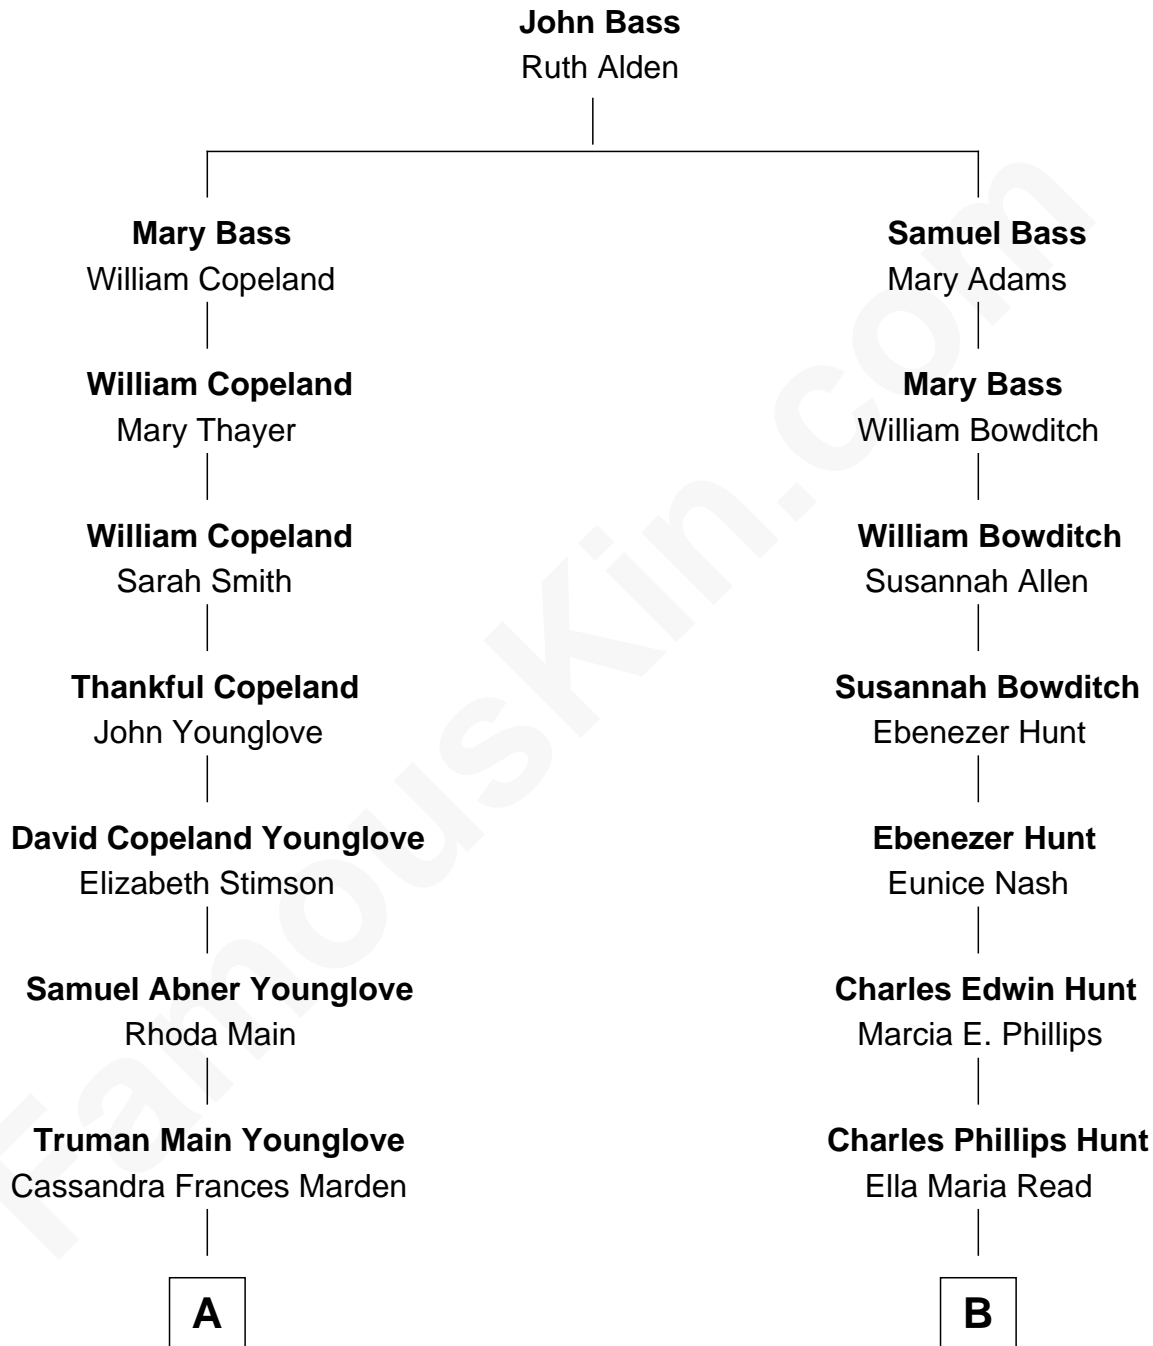 John Bass
Ruth Alden
Mary Bass
William Copeland
Samuel Bass
Mary Adams
William Copeland
Mary Thayer
Mary Bass
William Bowditch
William Copeland
Sarah Smith
William Bowditch
Susannah Allen
Thankful Copeland
John Younglove
Susannah Bowditch
Ebenezer Hunt
David Copeland Younglove
Elizabeth Stimson
Ebenezer Hunt
Eunice Nash
Samuel Abner Younglove
Rhoda Main
Charles Edwin Hunt
Marcia E. Phillips
Truman Main Younglove
Cassandra Frances Marden
Charles Phillips Hunt
Ella Maria Read
A
B
FamousKin.com